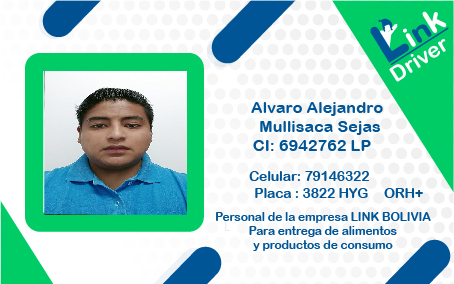 Link
Driver
Alvaro Alejandro
Mullisaca Sejas
CI: 6942762 LP
Celular: 79146322
Placa : 3822 HYG ORH+
Personal de la empresa LINK BOLIVIA
Para entrega de alimentos
y productos de consumo